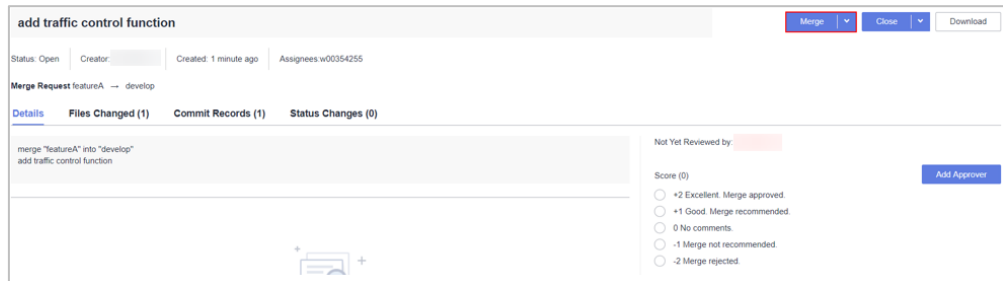 add traffic control function
Merge Close Download
Status: Open Creator: Created: 1 minute ago Assignees:w00354255
Merge Request featureA → develop
Details Files Changed (1) Commit Records (1) Status Changes (0)
merge "featureA" into "develop"
add traffic control function
Not Yet Reviewed by:
Score (0) Add Approver
+2 Excellent. Merge approved.
+1 Good. Merge recommended.
0 No comments.
-1 Merge not recommended.
-2 Merge rejected.